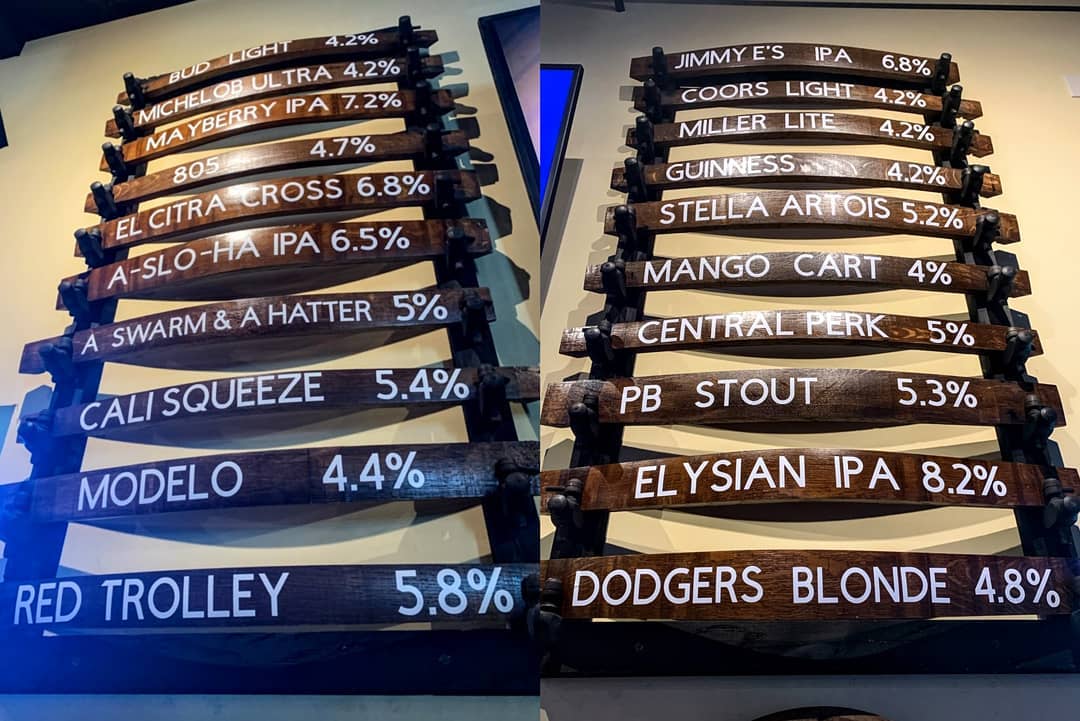 BUD LIGHT 4.2%
MICHELOB ULTRA 4.2%
MAYBERRY IPA 7.2%
805 4.7%
EL CITRA CROSS 6.8%
A-SLO-HA IPA 6.5%
A SWARM & A HATTER 5%
CALI SQUEEZE 5.4%
MODELO 4.4%
RED TROLLEY 5.8%
JIMMY E'S IPA 6.8%
COORS LIGHT 4.2%
MILLER LITE 4.2%
GUINNESS 4.2%
STELLA ARTOIS 5.2%
MANGO CART 4%
CENTRAL PERK 5%
PB STOUT 5.3%
ELYSIAN IPA 8.2%
DODGERS BLONDE 4.8%